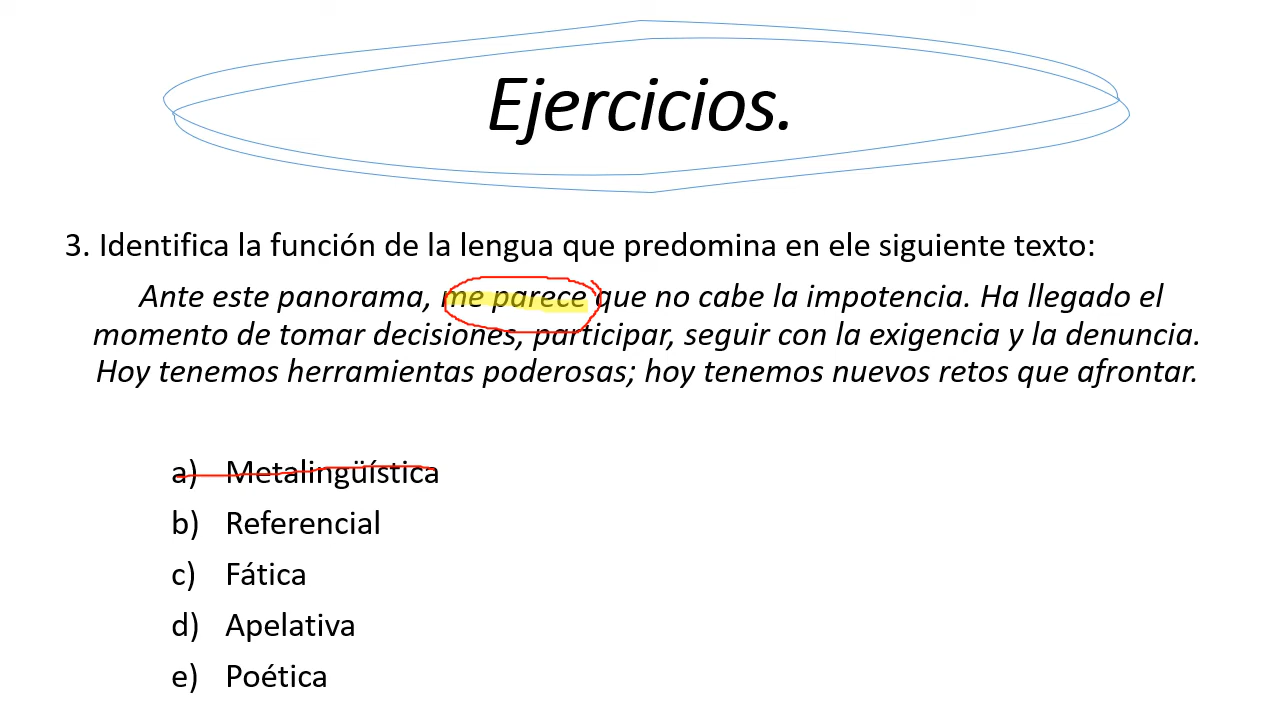 Ejercicios.
3. Identifica la función de la lengua que predomina en ele siguiente texto:
Ante este panorama, me parece que no cabe la impotencia. Ha llegado el
momento de tomar decisiones, participar, seguir con la exigencia y la denuncia.
Hoy tenemos herramientas poderosas; hoy tenemos nuevos retos que afrontar.
a) Metalingüística
b) Referencial
c) Fática
d) Apelativa
e) Poética